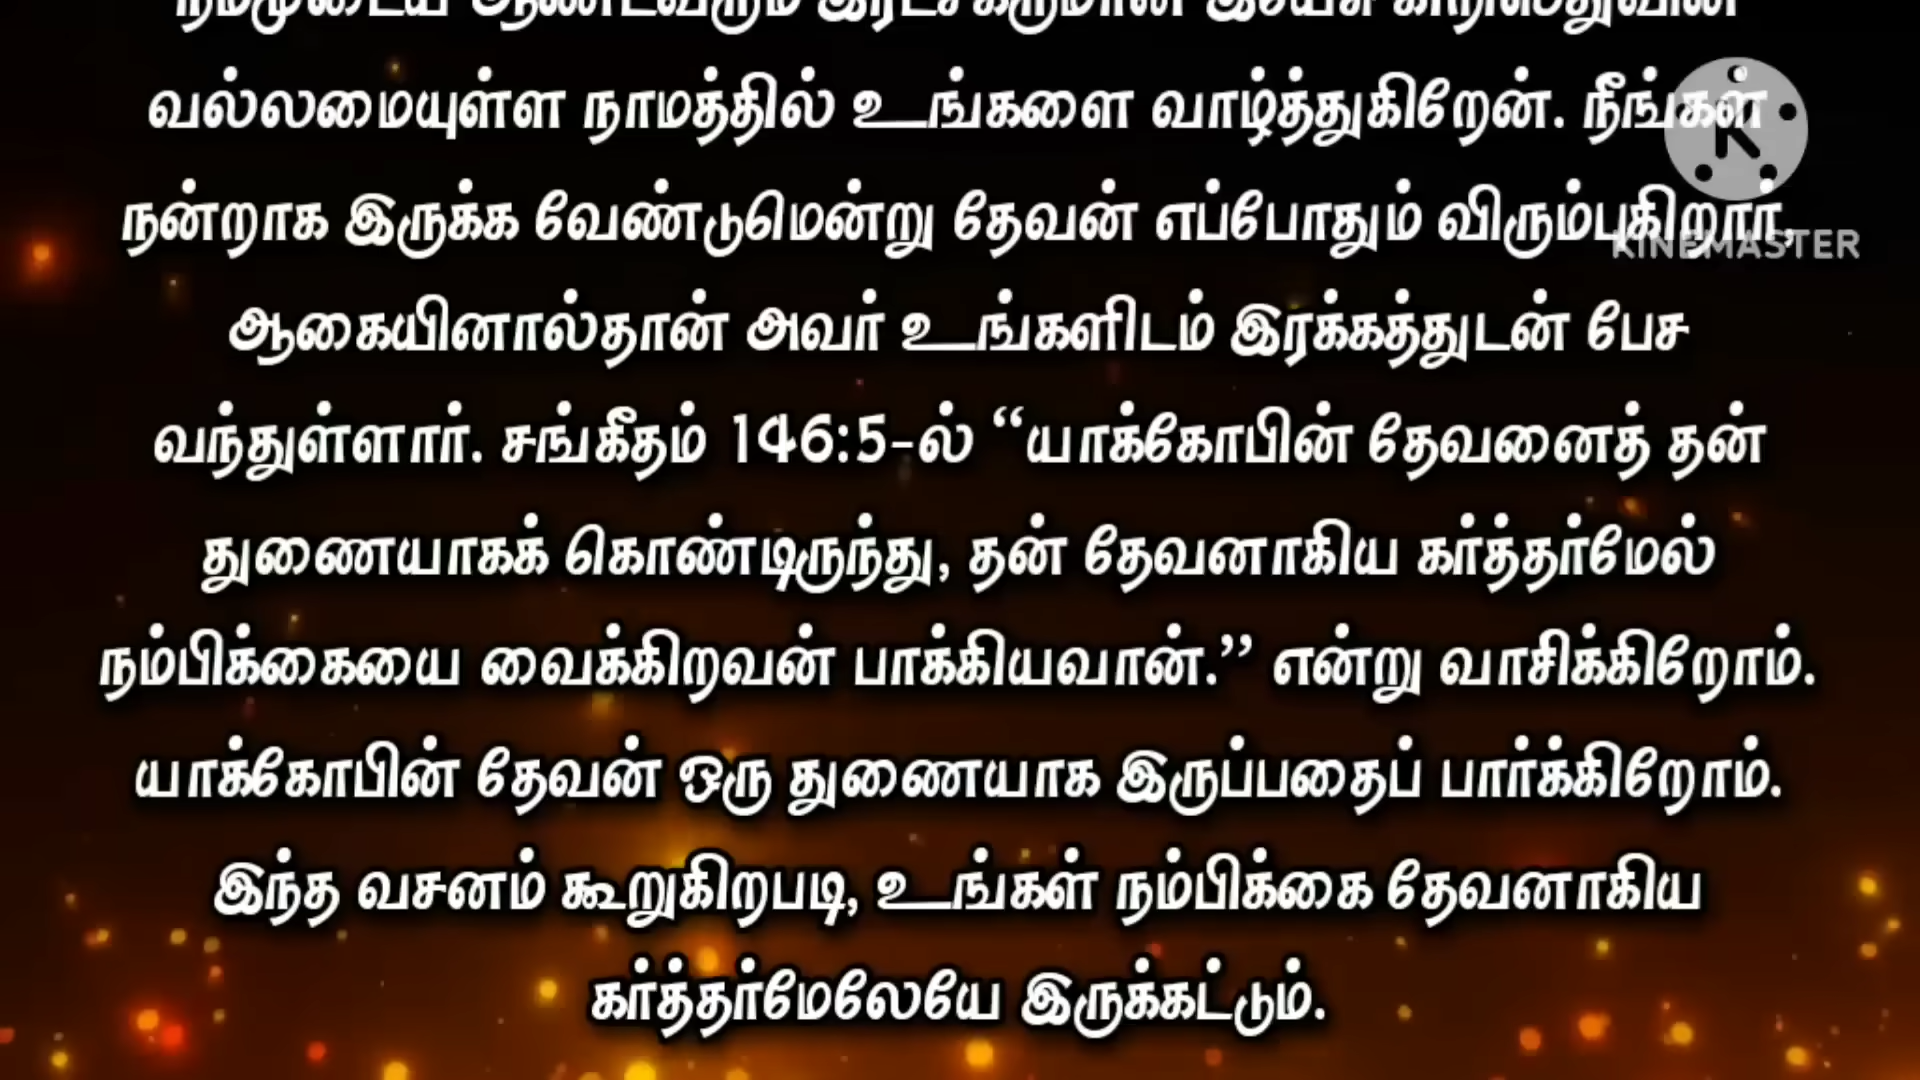 நம்முடைய ஆண்டவரும் இரட்சகருமான இயேசு கிறிஸ்துவின்
வல்லமையுள்ள நாமத்தில் உங்களை வாழ்த்துகிறேன். நீங்கள்
நன்றாக இருக்க வேண்டுமென்று தேவன் எப்போதும் விரும்புகிறார்,
KINEMASTER
ஆகையினால்தான் அவர் உங்களிடம் இரக்கத்துடன் பேச
வந்துள்ளார். சங்கீதம் 146:5-ல் “யாக்கோபின் தேவனைத் தன்
துணையாகக் கொண்டிருந்து, தன் தேவனாகிய கர்த்தர்மேல்
நம்பிக்கையை வைக்கிறவன் பாக்கியவான்.” என்று வாசிக்கிறோம்.
யாக்கோபின் தேவன் ஒரு துணையாக இருப்பதைப் பார்க்கிறோம்.
இந்த வசனம் கூறுகிறபடி, உங்கள் நம்பிக்கை தேவனாகிய
கர்த்தர்மேலேயே இருக்கட்டும்.